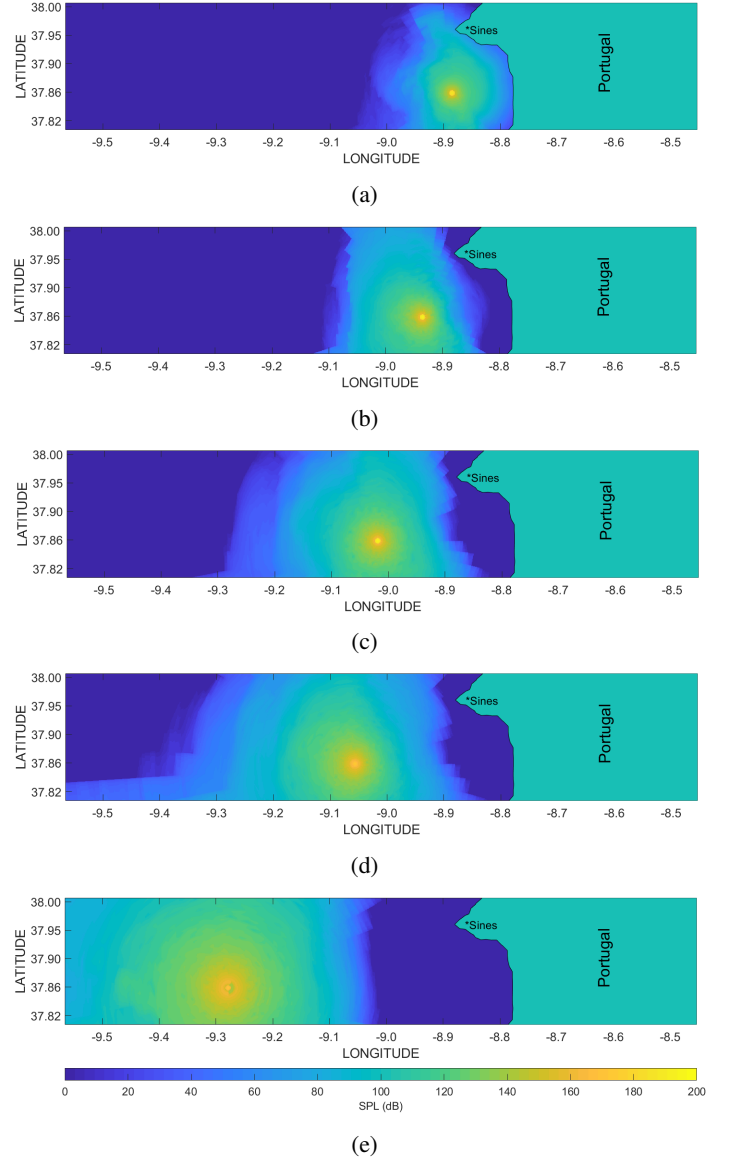 38.00
37.95
37.90
37.86
37.82
LATITUDE
*Sines
Portugal
-9.5 -9.4 -9.3 -9.2 -9.1 -9.0 -8.9 -8.8 -8.7 -8.6 -8.5
LONGITUDE
(a)
38.00
37.95
37.90
37.86
37.82
LATITUDE
*Sines
Portugal
-9.5 -9.4 -9.3 -9.2 -9.1 -9.0 -8.9 -8.8 -8.7 -8.6 -8.5
LONGITUDE
(b)
38.00
37.95
37.90
37.86
37.82
LATITUDE
*Sines
Portugal
-9.5 -9.4 -9.3 -9.2 -9.1 -9.0 -8.9 -8.8 -8.7 -8.6 -8.5
LONGITUDE
(c)
38.00
37.95
37.90
37.86
37.82
LATITUDE
*Sines
Portugal
-9.5 -9.4 -9.3 -9.2 -9.1 -9.0 -8.9 -8.8 -8.7 -8.6 -8.5
LONGITUDE
(d)
38.00
37.95
37.90
37.86
37.82
LATITUDE
*Sines
Portugal
-9.5 -9.4 -9.3 -9.2 -9.1 -9.0 -8.9 -8.8 -8.7 -8.6 -8.5
LONGITUDE
0 20 40 60 80 100 120 140 160 180 200
SPL (dB)
(e)